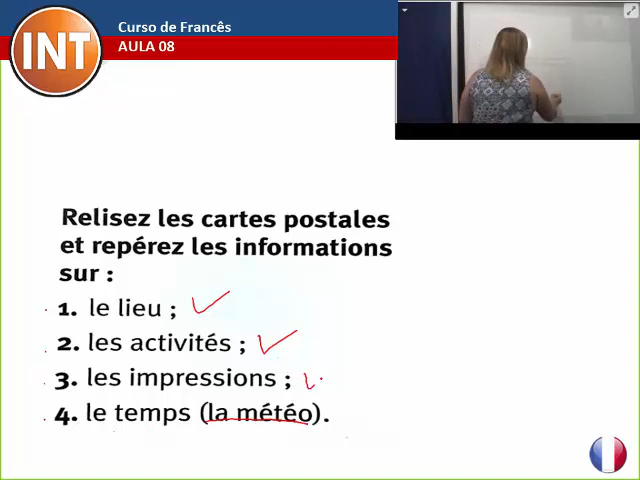 INT
Curso de Francês
AULA 08
Relisez les cartes postales
et repérez les informations
sur :
1. le lieu ;
2. les activités ;
3. les impressions ;
4. le temps (la météo).